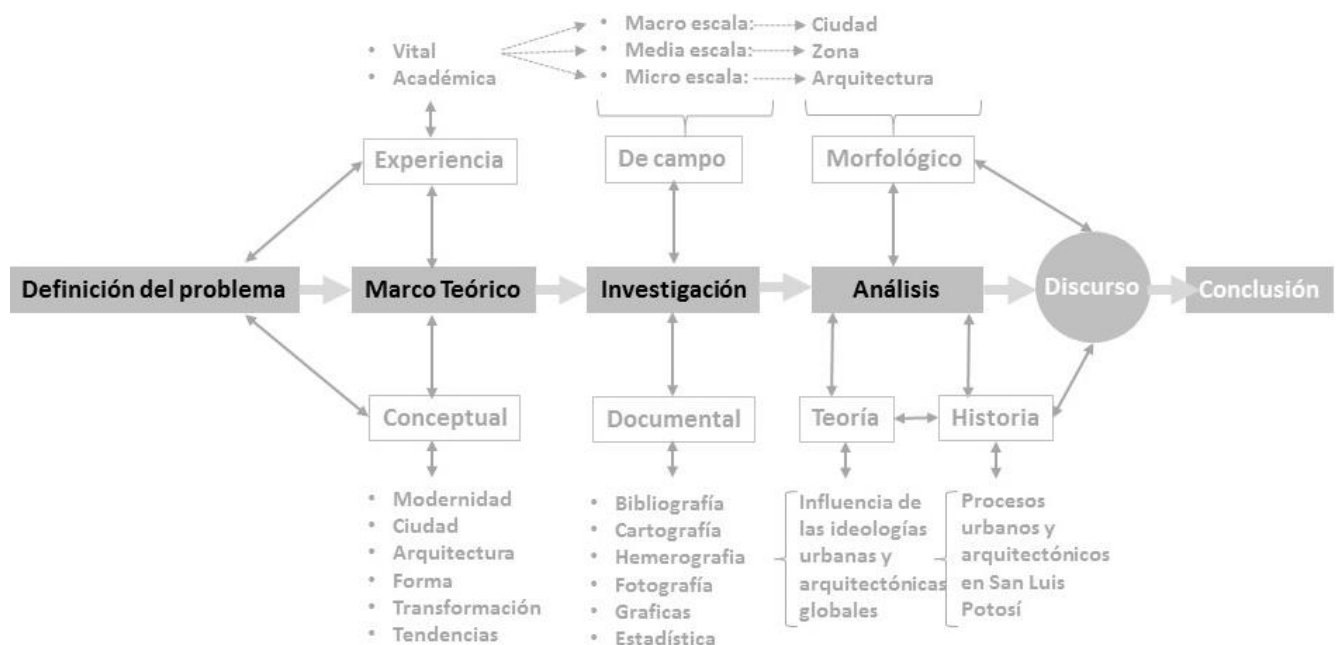 • Vital
• Académica
• Macro escala:
• Media escala:
• Micro escala:
Ciudad
Zona
Arquitectura
Experiencia
De campo
Morfológico
Definición del problema
Marco Teórico
Investigación
Análisis
Discurso
Conclusión
Conceptual
Documental
Teoría
Historia
• Modernidad
• Ciudad
• Arquitectura
• Forma
• Transformación
• Tendencias
• Bibliografía
• Cartografía
• Hemerografia
• Fotografía
• Graficas
• Estadística
Influencia de
las ideologías
urbanas y
arquitectónicas
globales
Procesos
urbanos y
arquitectónicos
en San Luis
Potosí